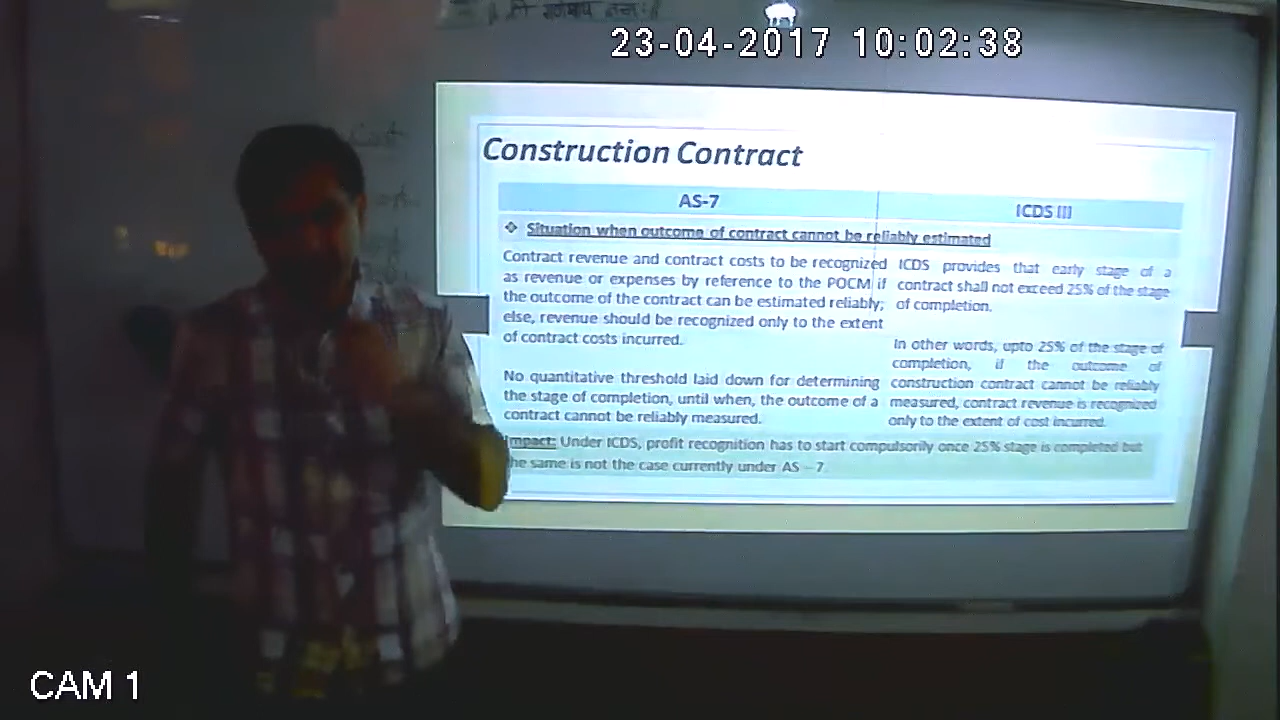 23-04-2017 10:02:38
Construction Contract
AS-7
ICDS III
❖ Situation when outcome of contract cannot be reliably estimated
Contract revenue and contract costs to be recognized
as revenue or expenses by reference to the POCM if
the outcome of the contract can be estimated reliably;
else, revenue should be recognized only to the extent
of contract costs incurred.
No quantitative threshold laid down for determining
the stage of completion, until when, the outcome of a
contract cannot be reliably measured.
ICDS provides that early stage of a
contract shall not exceed 25% of the stage
of completion.
In other words, upto 25% of the stage of
completion, if the outcome of
construction contract cannot be reliably
measured, contract revenue is recognized
only to the extent of cost incurred.
Impact: Under ICDS, profit recognition has to start compulsorily once 25% stage is completed but
he same is not the case currently under AS – 7.
CAM 1